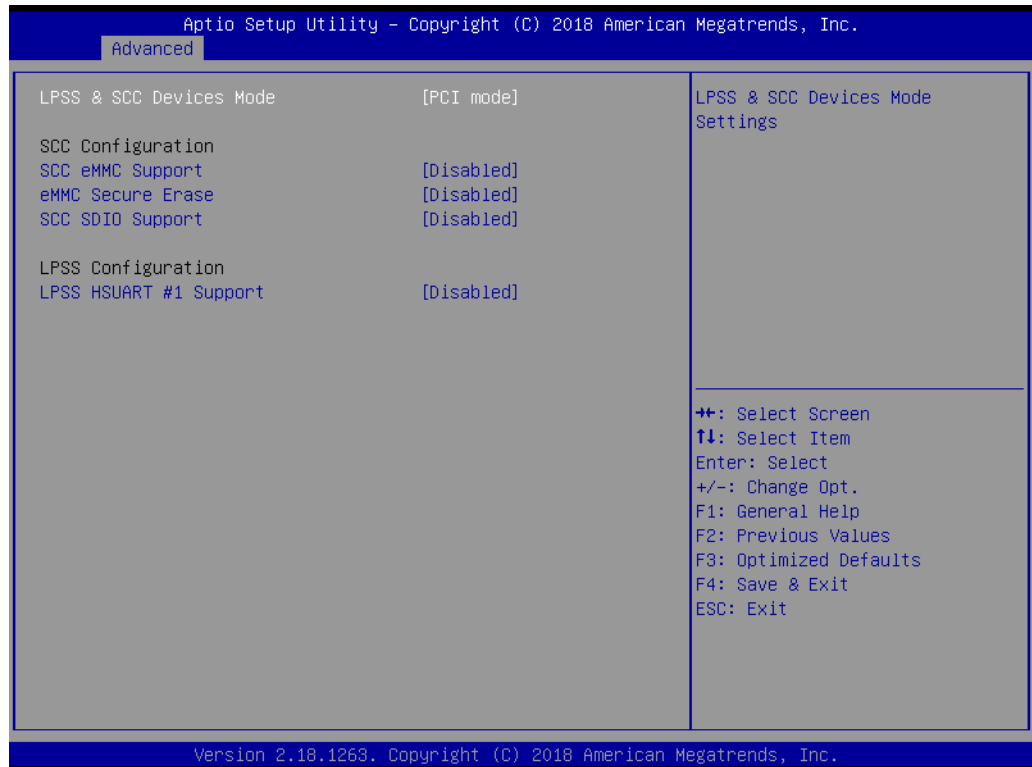 Aptio Setup Utility – Copyright (C) 2018 American Megatrends, Inc.
Advanced
LPSS & SCC Devices Mode [PCI mode]
SCC Configuration
SCC eMMC Support [Disabled]
eMMC Secure Erase [Disabled]
SCC SDIO Support [Disabled]
LPSS Configuration
LPSS HSUART #1 Support [Disabled]
LPSS & SCC Devices Mode
Settings
→←: Select Screen
↑↓: Select Item
Enter: Select
+/-: Change Opt.
F1: General Help
F2: Previous Values
F3: Optimized Defaults
F4: Save & Exit
ESC: Exit
Version 2.18.1263. Copyright (C) 2018 American Megatrends, Inc.